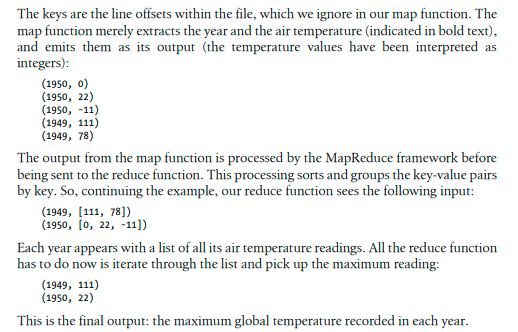 The keys are the line offsets within the file, which we ignore in our map function. The
map function merely extracts the year and the air temperature (indicated in bold text),
and emits them as its output (the temperature values have been interpreted as
integers):
(1950, 0)
(1950, 22)
(1950, −11)
(1949, 111)
(1949, 78)
The output from the map function is processed by the MapReduce framework before
being sent to the reduce function. This processing sorts and groups the key-value pairs
by key. So, continuing the example, our reduce function sees the following input:
(1949, [111, 78])
(1950, [0, 22, −11])
Each year appears with a list of all its air temperature readings. All the reduce function
has to do now is iterate through the list and pick up the maximum reading:
(1949, 111)
(1950, 22)
This is the final output: the maximum global temperature recorded in each year.